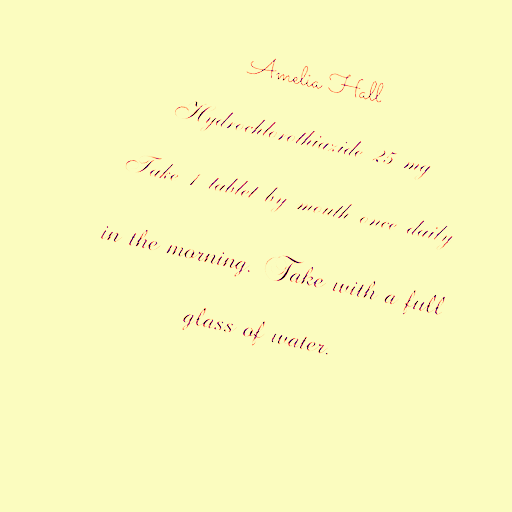 Amelia Hall
Hydrochlorothiazide 25 mg
Take 1 tablet by mouth once daily
in the morning. Take with a full
glass of water.